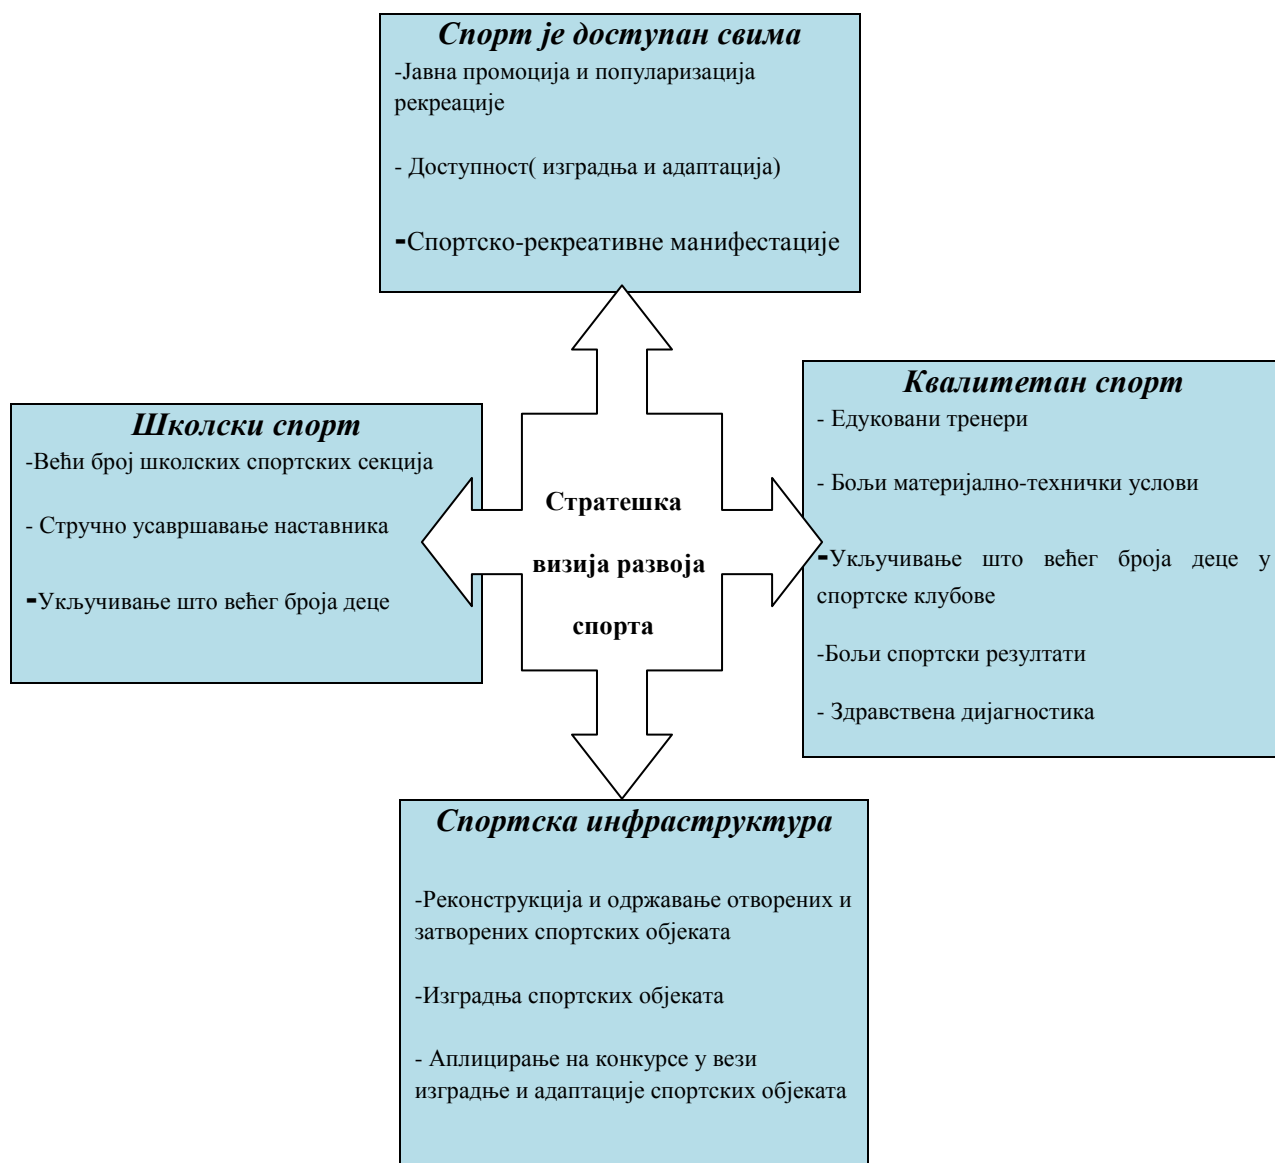 Спорт је доступан свима
-Јавна промоција и популаризација
рекреације
- Доступност( изградња и адаптација)
-Спортско-рекреативне манифестације
Школски спорт
-Већи број школских спортских секција
- Стручно усавршавање наставника
-Укључивање што већег броја деце
Стратешка
визија развоја
спорта
Квалитетан спорт
- Едуковани тренери
- Бољи материјално-технички услови
-Укључивање што већег броја деце у
спортске клубове
-Бољи спортски резултати
- Здравствена дијагностика
Спортска инфраструктура
-Реконструкција и одржавање отворених и
затворених спортских објеката
-Изградња спортских објеката
- Аплицирање на конкурсе у вези
изградње и адаптације спортских објеката